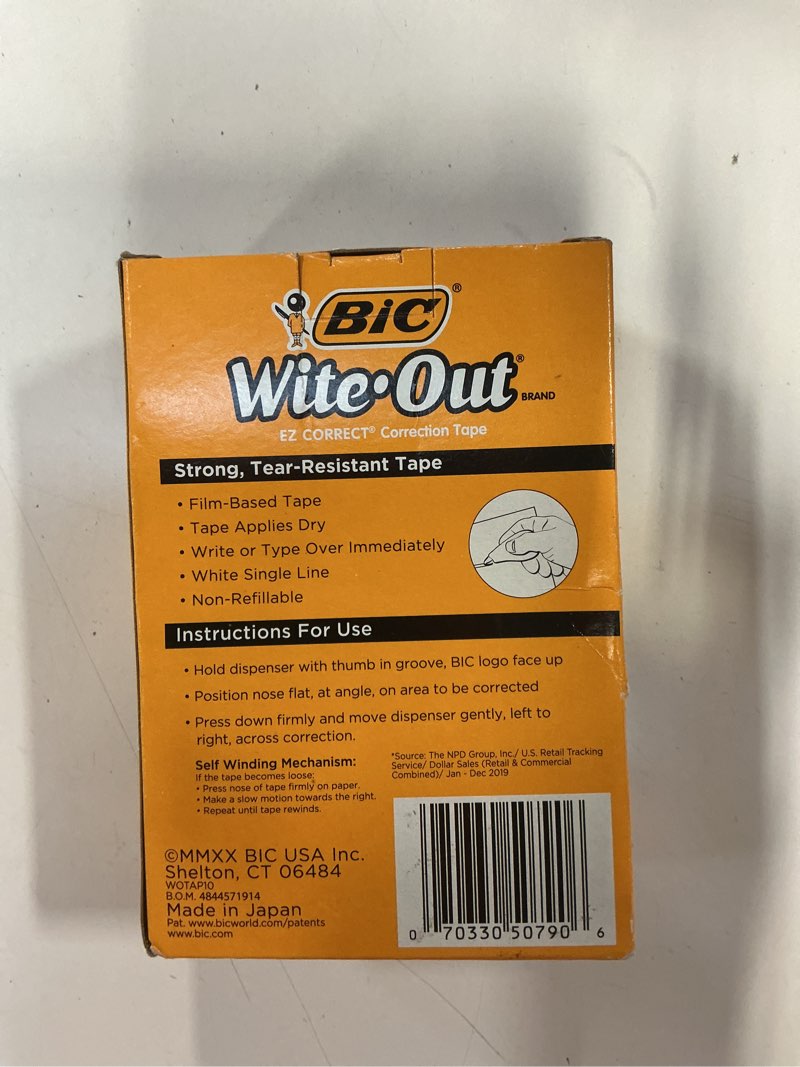 BiC®
Wite·Out® BRAND
EZ CORRECT® Correction Tape
Strong, Tear-Resistant Tape
• Film-Based Tape
• Tape Applies Dry
• Write or Type Over Immediately
• White Single Line
• Non-Refillable
Instructions For Use
• Hold dispenser with thumb in groove, BIC logo face up
• Position nose flat, at angle, on area to be corrected
• Press down firmly and move dispenser gently, left to
right, across correction.
Self Winding Mechanism:
If the tape becomes loose:
• Press nose of tape firmly on paper.
• Make a slow motion towards the right.
• Repeat until tape rewinds.
*Source: The NPD Group, Inc./ U.S. Retail Tracking
Service/ Dollar Sales (Retail & Commercial
Combined)/ Jan - Dec 2019
©MMXX BIC USA Inc.
Shelton, CT 06484
WOTAP10
B.O.M. 4844571914
Made in Japan
Pat. www.bicworld.com/patents
www.bic.com
0 70330 50790 6